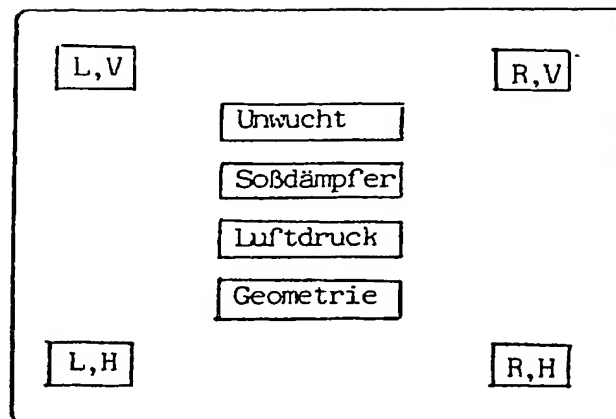 L,V
R,V
Unwucht
Soßdämpfer
Luftdruck
Geometrie
L,H
R,H